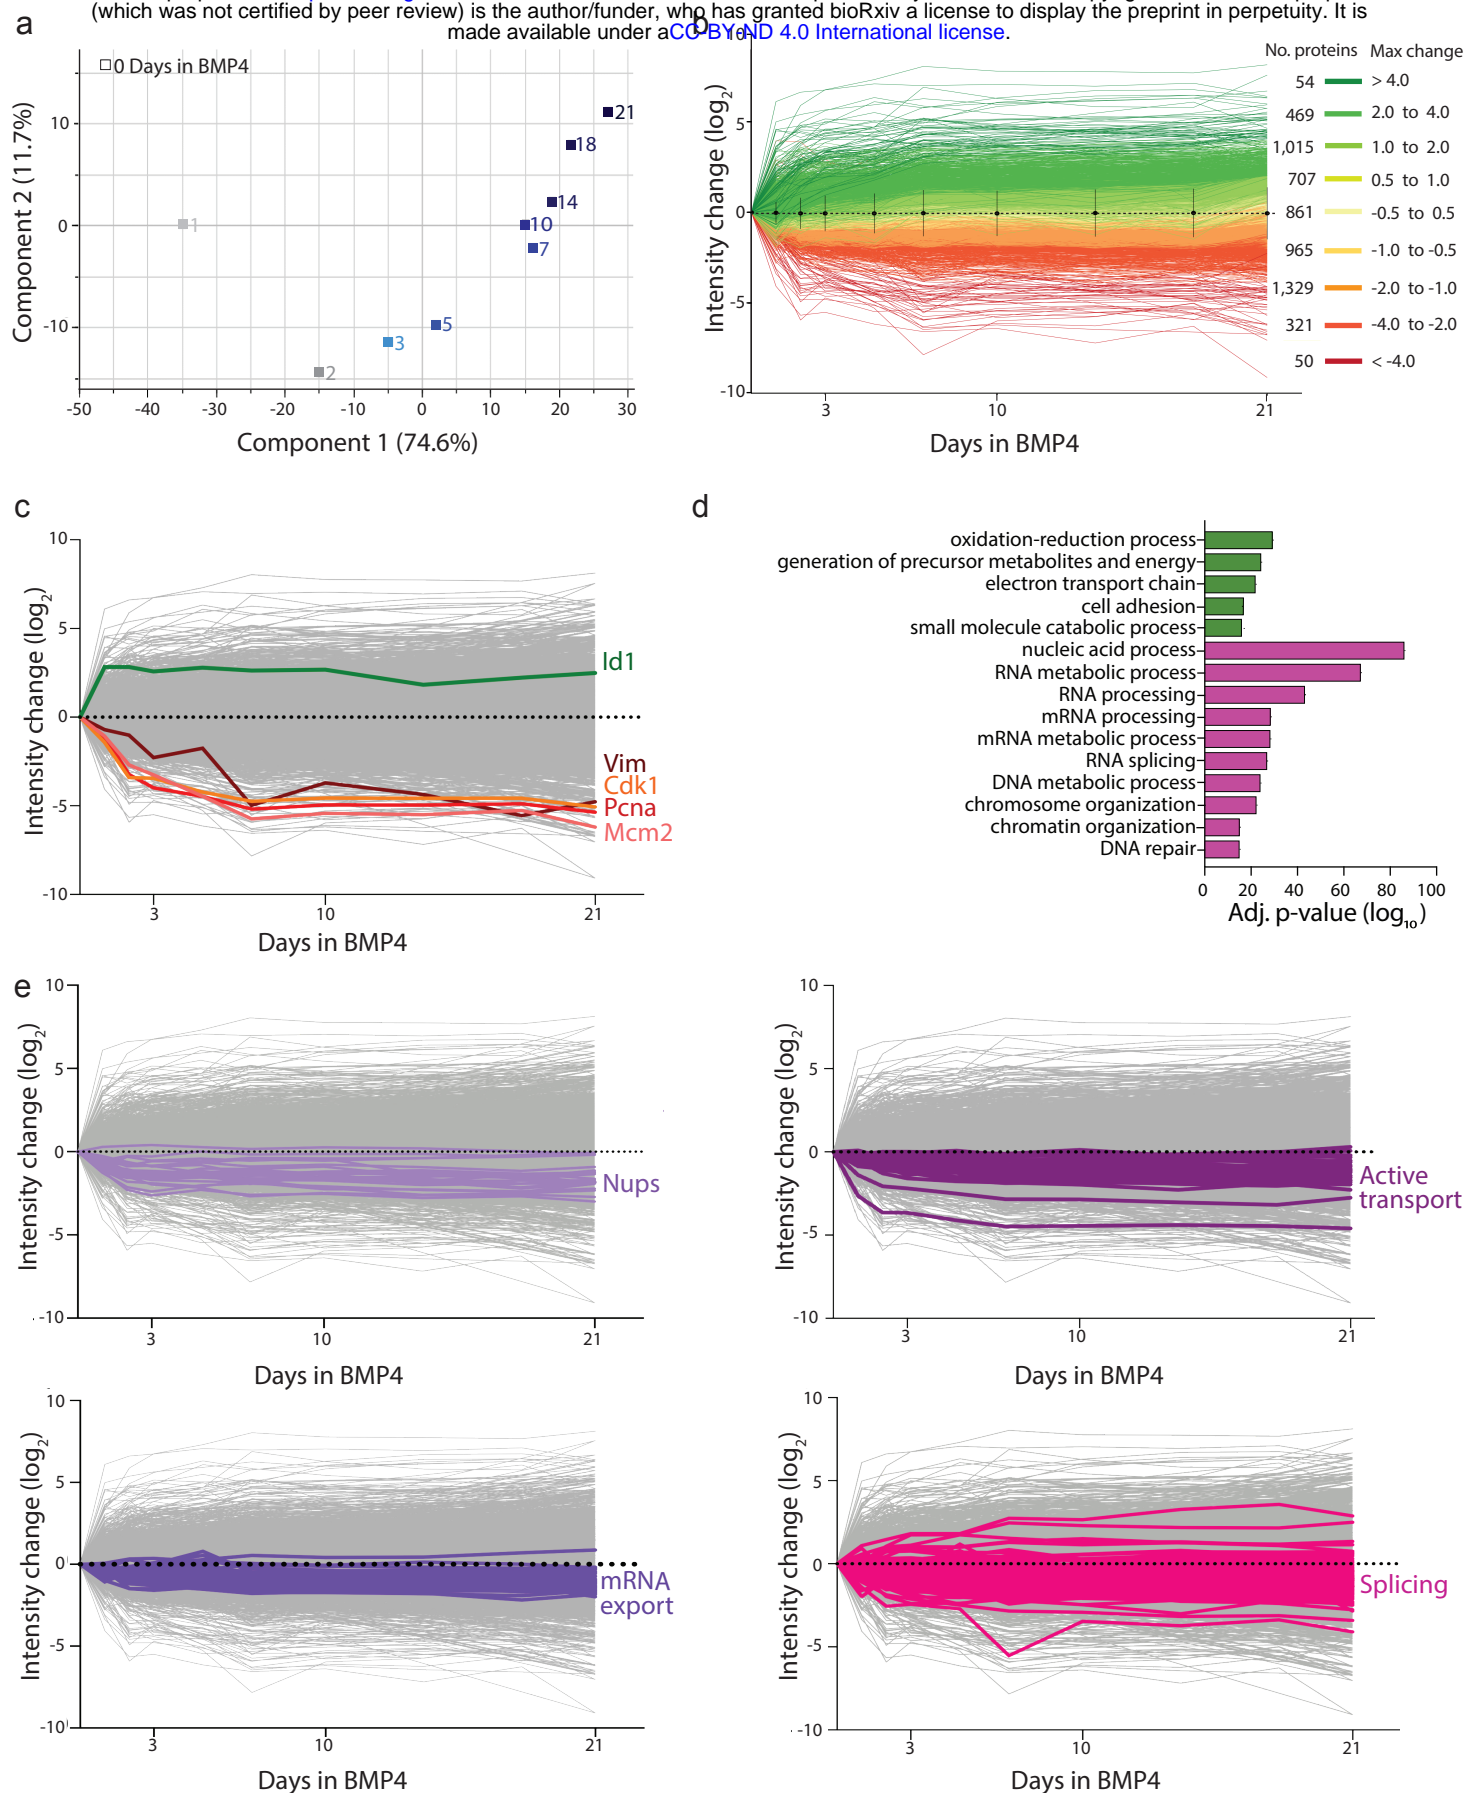 (which was not certified by peer review) is the author/funder, who has granted bioRxiv a license to display the preprint in perpetuity. It is
made available under aCC-BY-ND 4.0 International license.
a
0 Days in BMP4
Component 2 (11.7%)
10
0
-10
1
2
3
5
7
10
14
18
21
-50 -40 -30 -20 -10 0 10 20 30
Component 1 (74.6%)
b
Intensity change (log2)
10
5
0
-5
-10
3 10 21
Days in BMP4
No. proteins Max change
54 > 4.0
469 2.0 to 4.0
1,015 1.0 to 2.0
707 0.5 to 1.0
861 -0.5 to 0.5
965 -1.0 to -0.5
1,329 -2.0 to -1.0
321 -4.0 to -2.0
50 < -4.0
c
Intensity change (log2)
10
5
0
-5
-10
Id1
Vim
Cdk1
Pcna
Mcm2
3 10 21
Days in BMP4
d
oxidation-reduction process
generation of precursor metabolites and energy
electron transport chain
cell adhesion
small molecule catabolic process
nucleic acid process
RNA metabolic process
RNA processing
mRNA processing
mRNA metabolic process
RNA splicing
DNA metabolic process
chromosome organization
chromatin organization
DNA repair
0 20 40 60 80 100
Adj. p-value (log10)
e
Intensity change (log2)
10
5
0
-5
-10
Nups
3 10 21
Days in BMP4
Intensity change (log2)
10
5
0
-5
-10
Active
transport
3 10 21
Days in BMP4
Intensity change (log2)
10
5
0
-5
-10
mRNA
export
3 10 21
Days in BMP4
Intensity change (log2)
10
5
0
-5
-10
Splicing
3 10 21
Days in BMP4